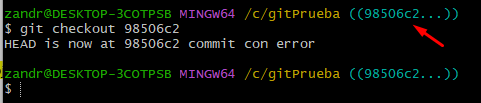 zandr@DESKTOP-3COTPSB MINGW64 /c/gitPrueba ((98506c2...))
$ git checkout 98506c2
HEAD is now at 98506c2 commit con error
zandr@DESKTOP-3COTPSB MINGW64 /c/gitPrueba ((98506c2...))
$